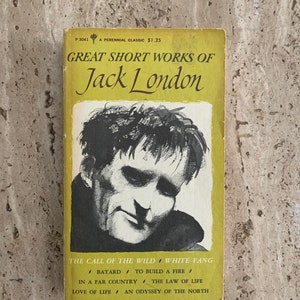 P 3041 A PERENNIAL CLASSIC $1.25
GREAT SHORT WORKS OF
Jack London
THE CALL OF THE WILD / WHITE FANG
/ BATARD / TO BUILD A FIRE /
IN A FAR COUNTRY / THE LAW OF LIFE
LOVE OF LIFE / AN ODYSSEY OF THE NORTH